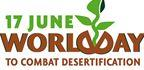 17 JUNE
WORLD DAY
TO COMBAT DESERTIFICATION